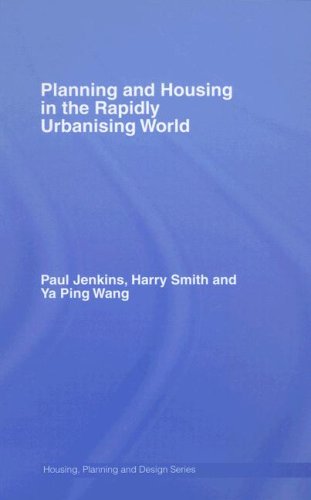 Planning and Housing
in the Rapidly
Urbanising World
Paul Jenkins, Harry Smith and
Ya Ping Wang
Housing, Planning and Design Series